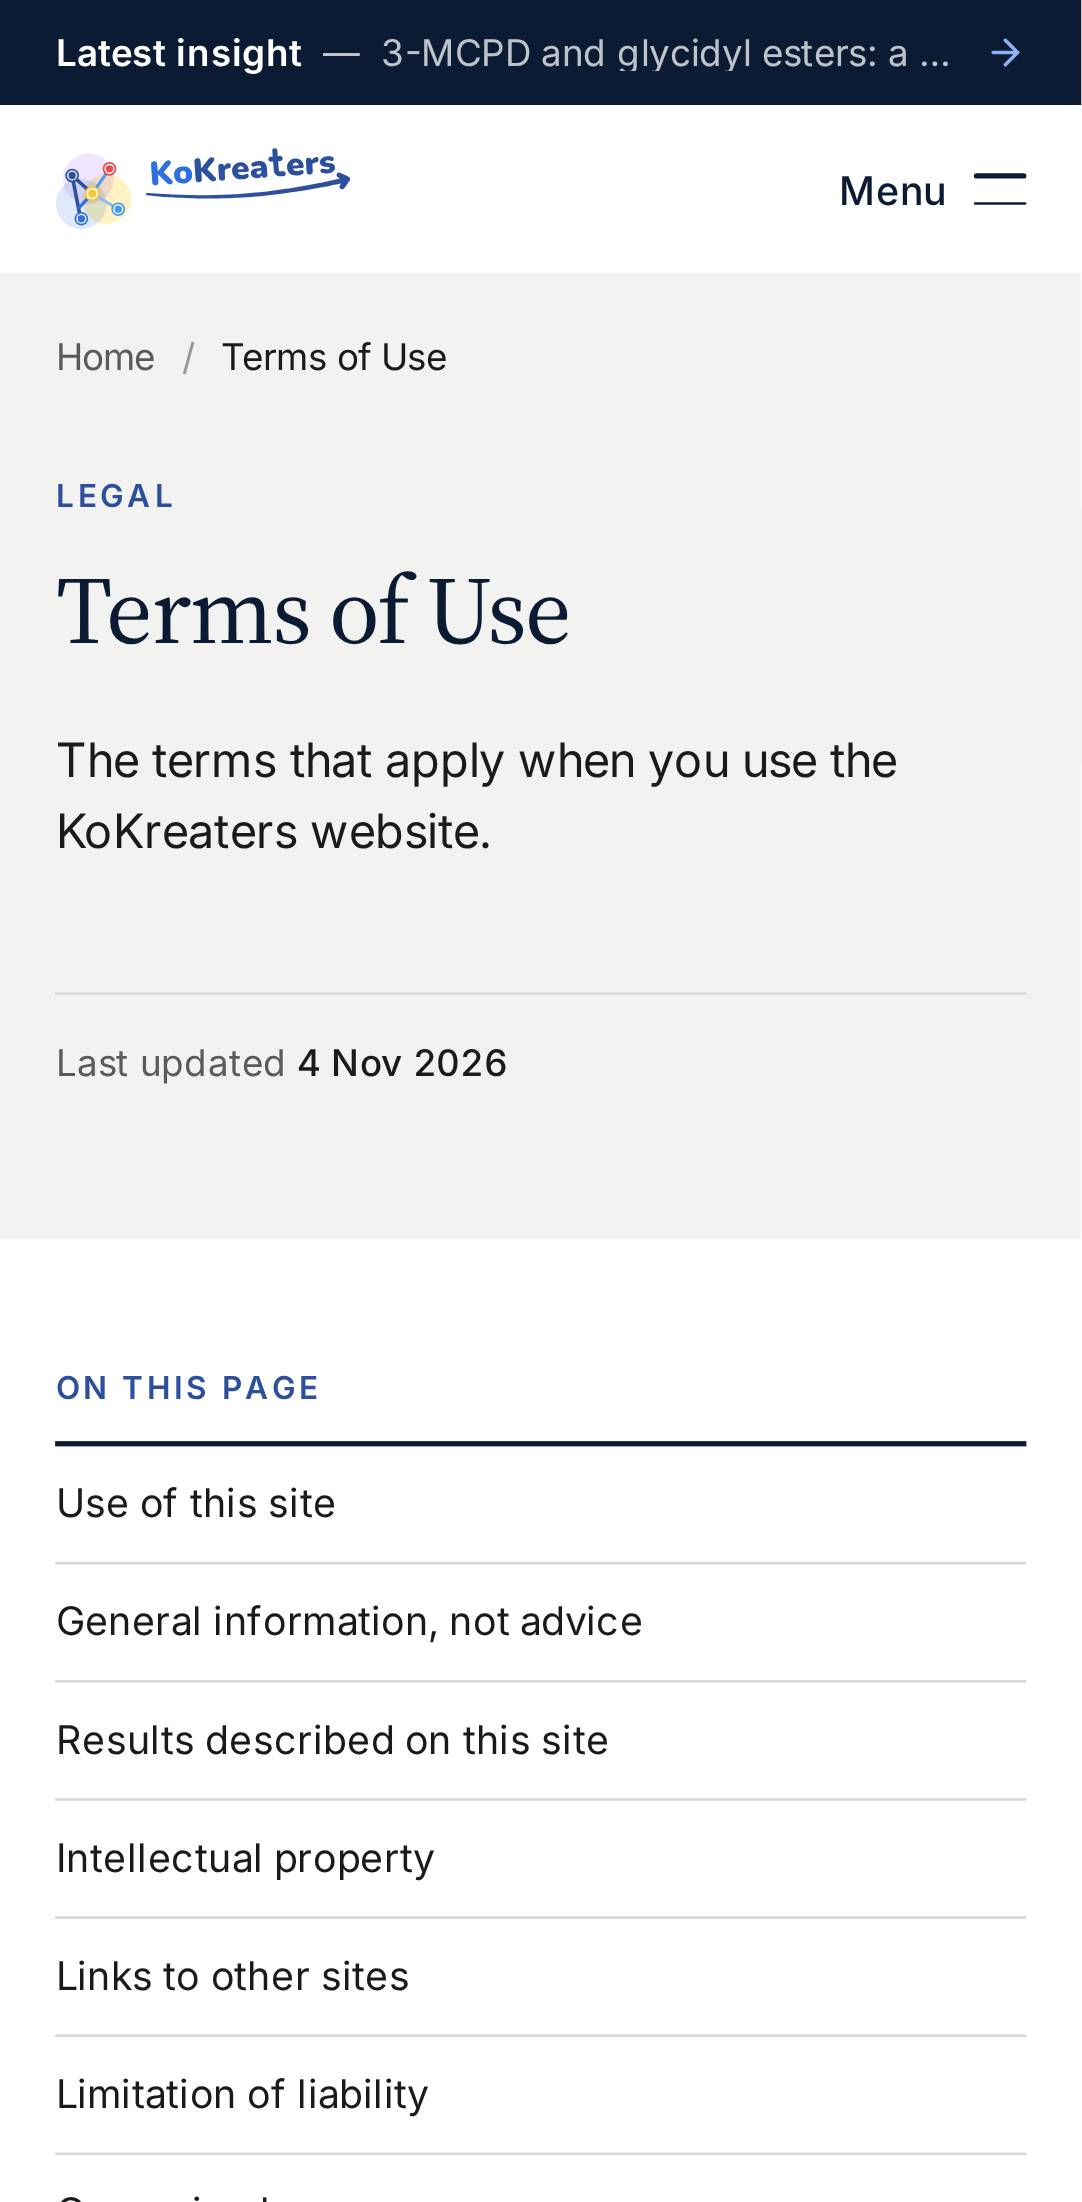 Latest insight — 3-MCPD and glycidyl esters: a ...
KoKreaters
Menu
Home / Terms of Use
LEGAL
Terms of Use
The terms that apply when you use the
KoKreaters website.
Last updated 4 Nov 2026
ON THIS PAGE
Use of this site
General information, not advice
Results described on this site
Intellectual property
Links to other sites
Limitation of liability